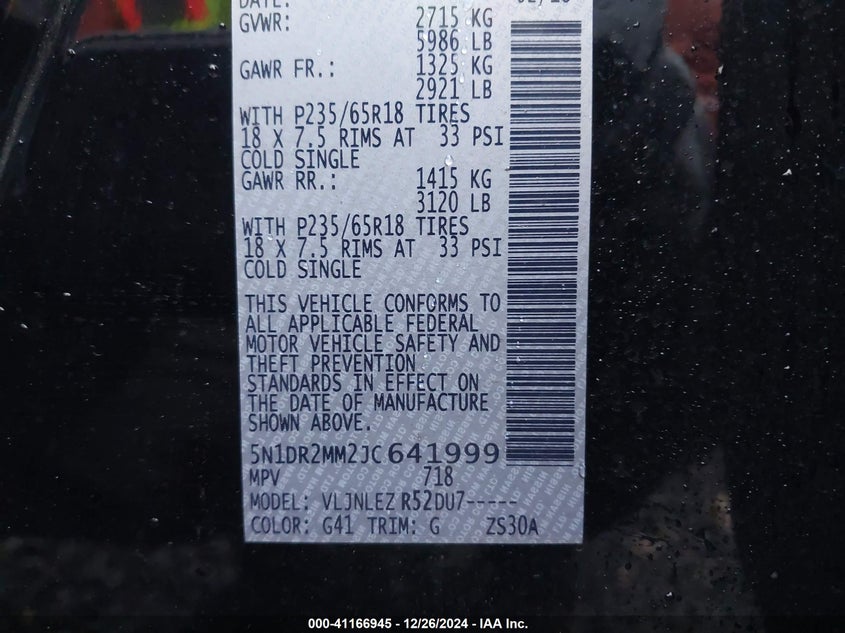 DATE:
GVWR: 2715 KG
5986 LB
GAWR FR.: 1325 KG
2921 LB
WITH P235/65R18 TIRES
18 X 7.5 RIMS AT 33 PSI
COLD SINGLE
GAWR RR.: 1415 KG
3120 LB
WITH P235/65R18 TIRES
18 X 7.5 RIMS AT 33 PSI
COLD SINGLE
THIS VEHICLE CONFORMS TO
ALL APPLICABLE FEDERAL
MOTOR VEHICLE SAFETY AND
THEFT PREVENTION
STANDARDS IN EFFECT ON
THE DATE OF MANUFACTURE
SHOWN ABOVE.
5N1DR2MM2JC641999
MPV 718
MODEL: VLJNLEZ R52DU7-----
COLOR: G41 TRIM: G ZS30A
000-41166945 - 12/26/2024 - IAA Inc.